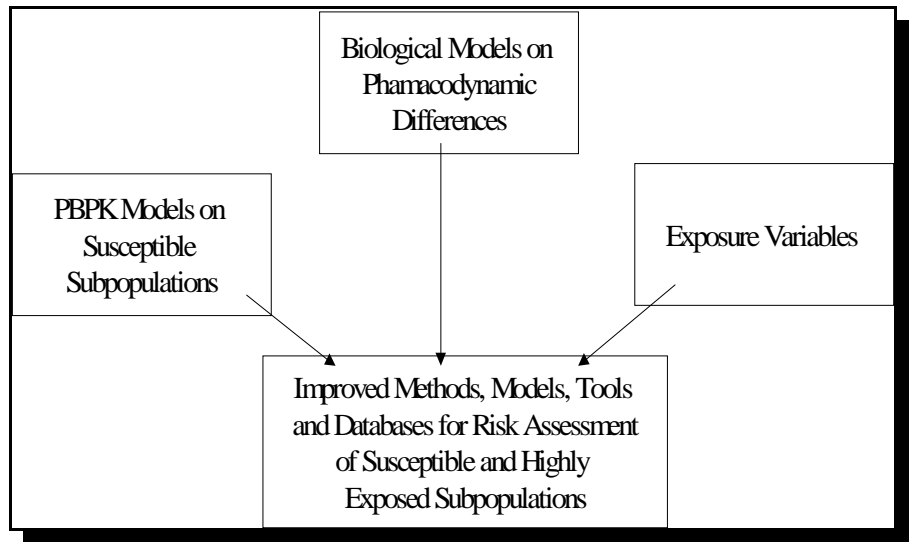 Biological Models on
Phamacodynamic
Differences
PBPK Models on
Susceptible
Subpopulations
Exposure Variables
Improved Methods, Models, Tools
and Databases for Risk Assessment
of Susceptible and Highly
Exposed Subpopulations